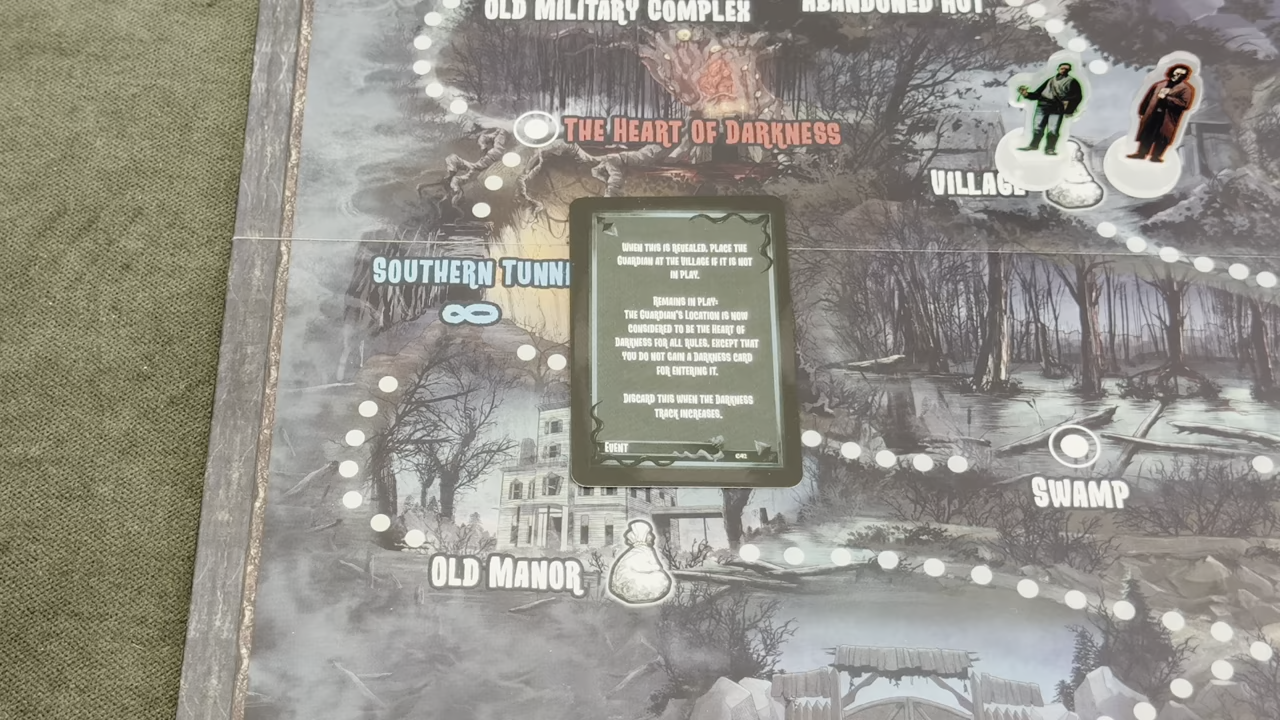 OLD MILITARY COMPLEX
ABANDONED HUT
THE HEART OF DARKNESS
VILLAGE
SOUTHERN TUNN
WHEN THIS IS REVEALED, PLACE THE
GUARDIAN AT THE VILLAGE IF IT IS NOT
IN PLAY.
REMAINS IN PLAY:
THE GUARDIAN'S LOCATION IS NOW
CONSIDERED TO BE THE HEART OF
DARKNESS FOR ALL RULES, EXCEPT THAT
YOU DO NOT GAIN A DARKNESS CARD
FOR ENTERING IT.
DISCARD THIS WHEN THE DARKNESS
TRACK INCREASES.
EVENT
C42
SWAMP
OLD MANOR